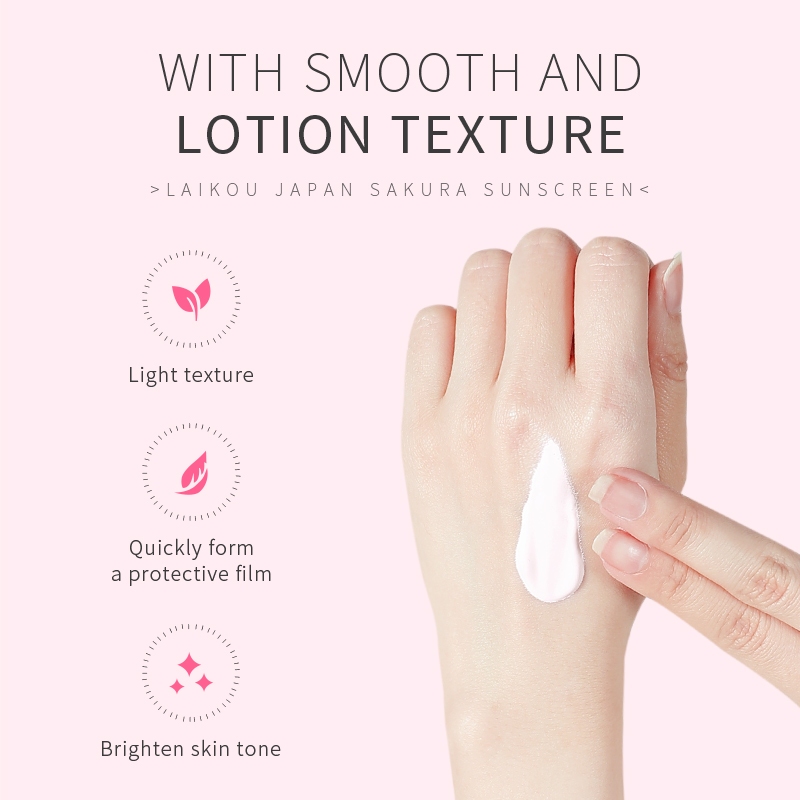 WITH SMOOTH AND
LOTION TEXTURE
>LAIKOU JAPAN SAKURA SUNSCREEN<
Light texture
Quickly form
a protective film
Brighten skin tone